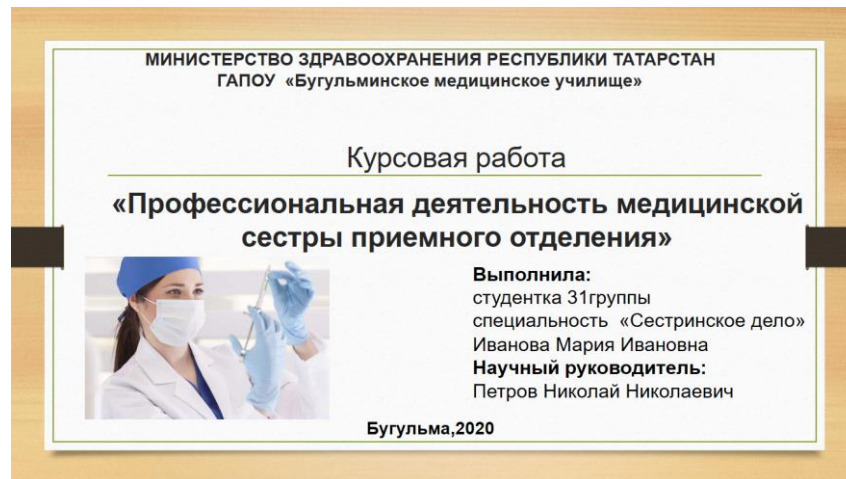 МИНИСТЕРСТВО ЗДРАВООХРАНЕНИЯ РЕСПУБЛИКИ ТАТАРСТАН
ГАПОУ «Бугульминское медицинское училище»
Курсовая работа
«Профессиональная деятельность медицинской
сестры приемного отделения»
Выполнила:
студентка 31группы
специальность «Сестринское дело»
Иванова Мария Ивановна
Научный руководитель:
Петров Николай Николаевич
Бугульма,2020